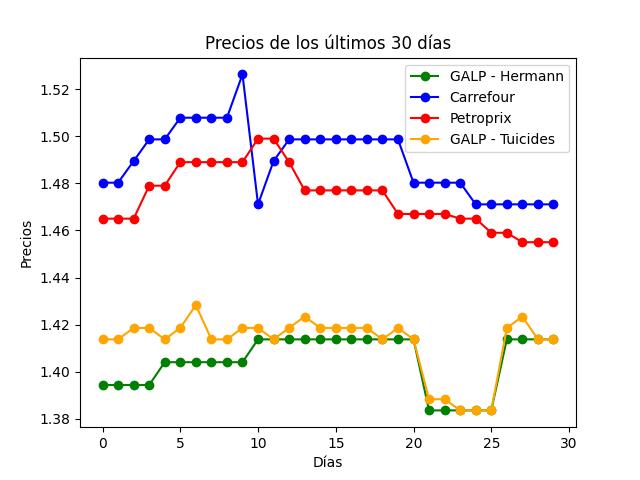 Precios de los últimos 30 días
GALP - Hermann
Carrefour
Petroprix
GALP - Tuicides
Precios
1.52
1.50
1.48
1.46
1.44
1.42
1.40
1.38
0 5 10 15 20 25 30
Días